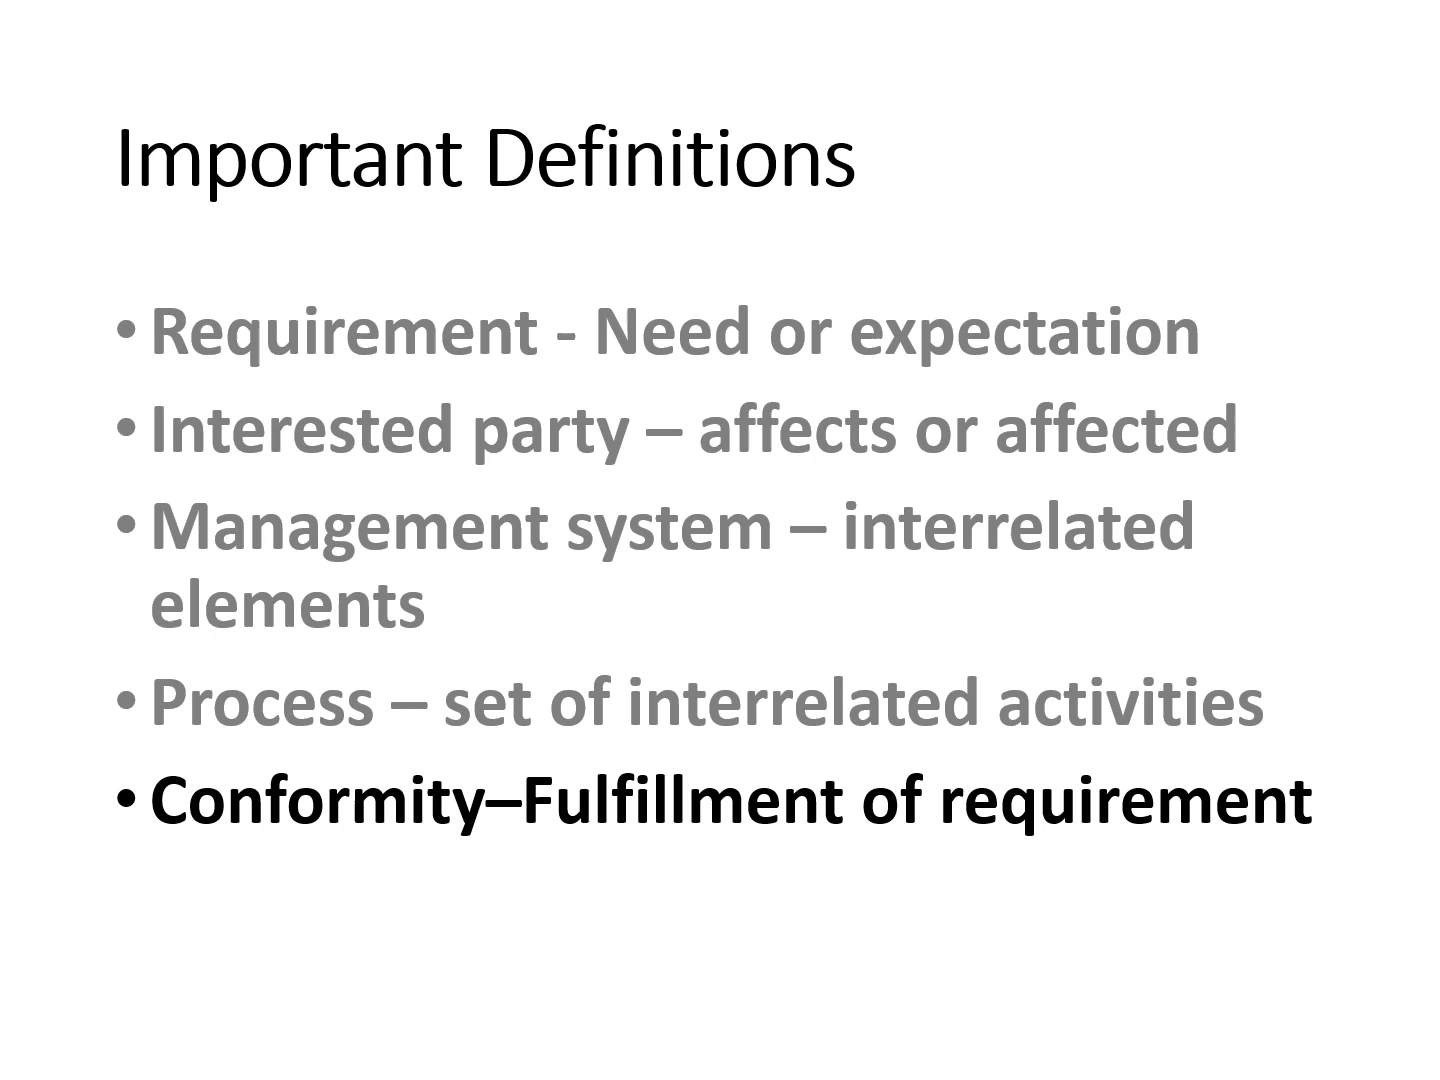 Important Definitions
• Requirement - Need or expectation
• Interested party – affects or affected
• Management system – interrelated
elements
• Process – set of interrelated activities
• Conformity–Fulfillment of requirement